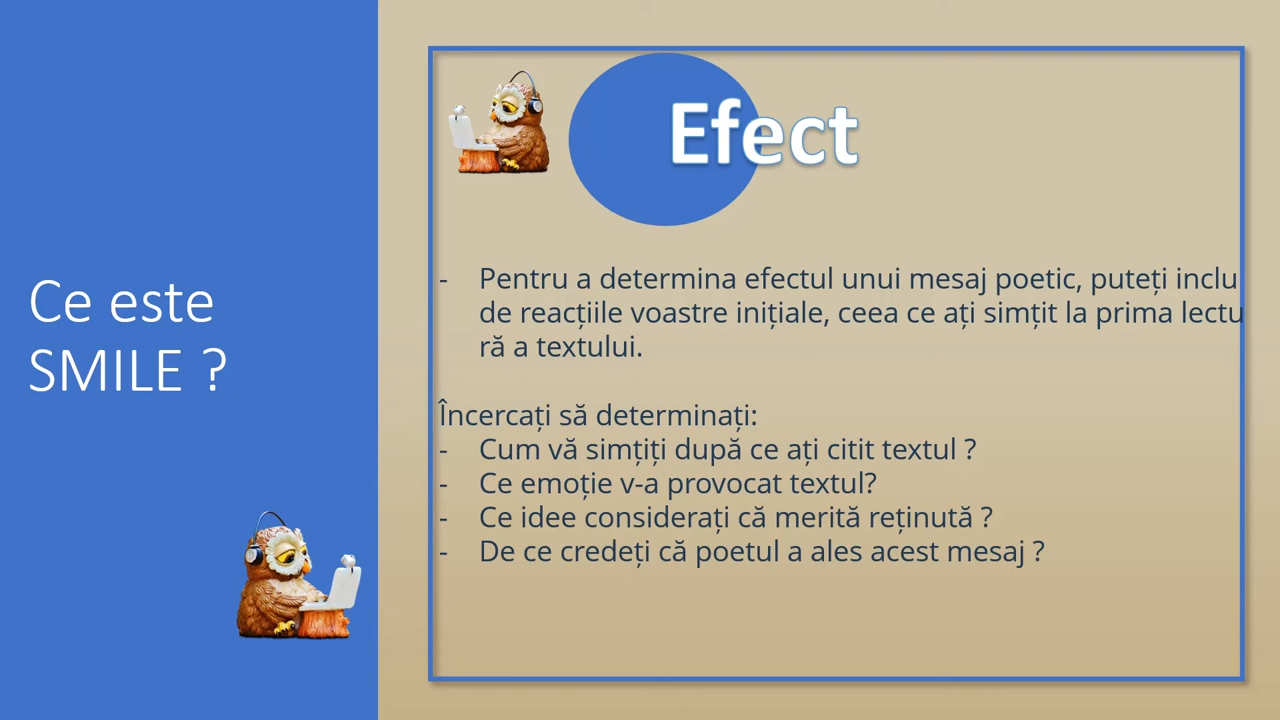 Ce este
SMILE ?
Efect
- Pentru a determina efectul unui mesaj poetic, puteți inclu
de reacțiile voastre inițiale, ceea ce ați simțit la prima lectu
ră a textului.
Încercați să determinați:
- Cum vă simțiți după ce ați citit textul ?
- Ce emoție v-a provocat textul?
- Ce idee considerați că merită reținută ?
- De ce credeți că poetul a ales acest mesaj ?